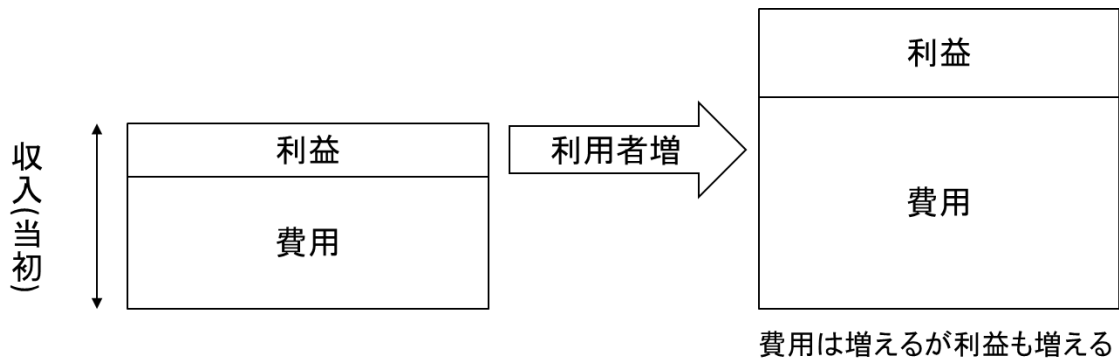 収入(当初)
利益
費用
利用者増
利益
費用
費用は増えるが利益も増える